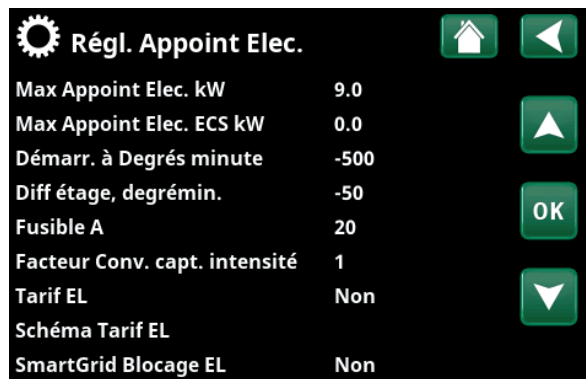 Régl. Appoint Elec.
Max Appoint Elec. kW 9.0
Max Appoint Elec. ECS kW 0.0
Démarr. à Degrés minute -500
Diff étage, degrémin. -50
OK
Fusible A 20
Facteur Conv. capt. intensité 1
Tarif EL Non
Schéma Tarif EL
SmartGrid Blocage EL Non